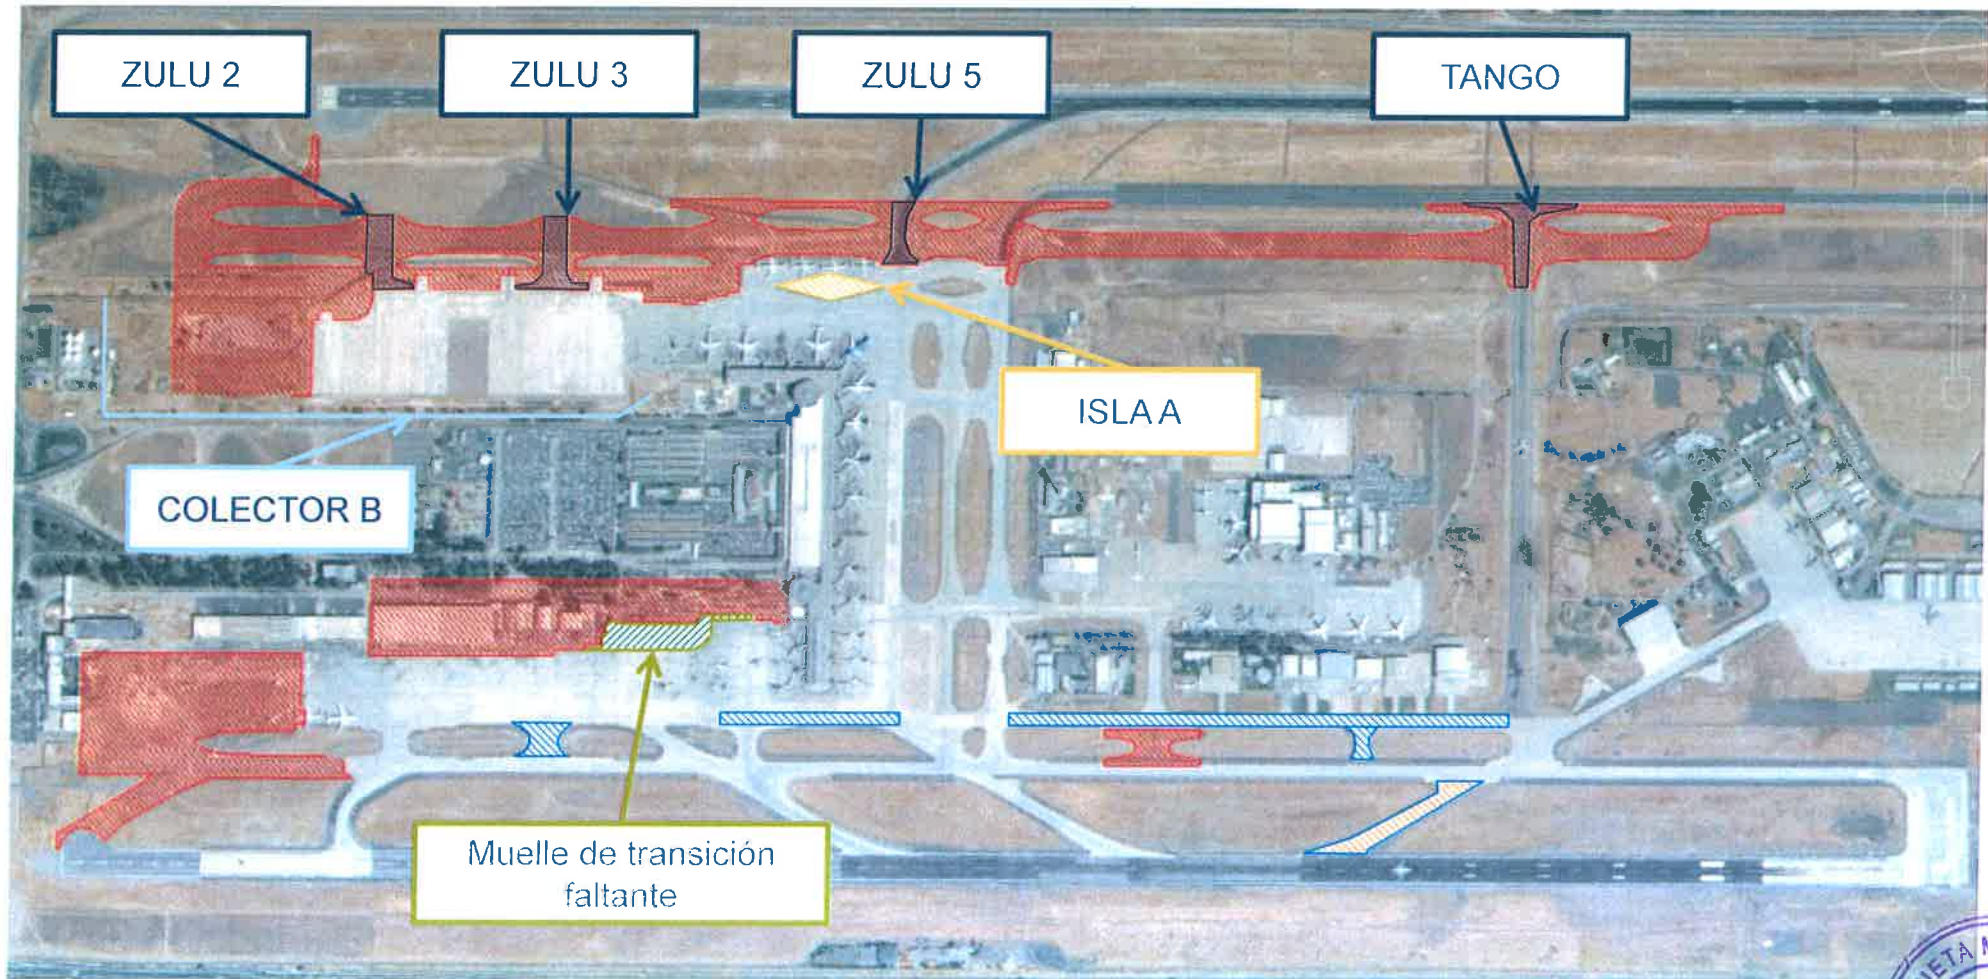 ZULU 2
ZULU 3
ZULU 5
TANGO
ISLA A
COLECTOR B
Muelle de transición
faltante